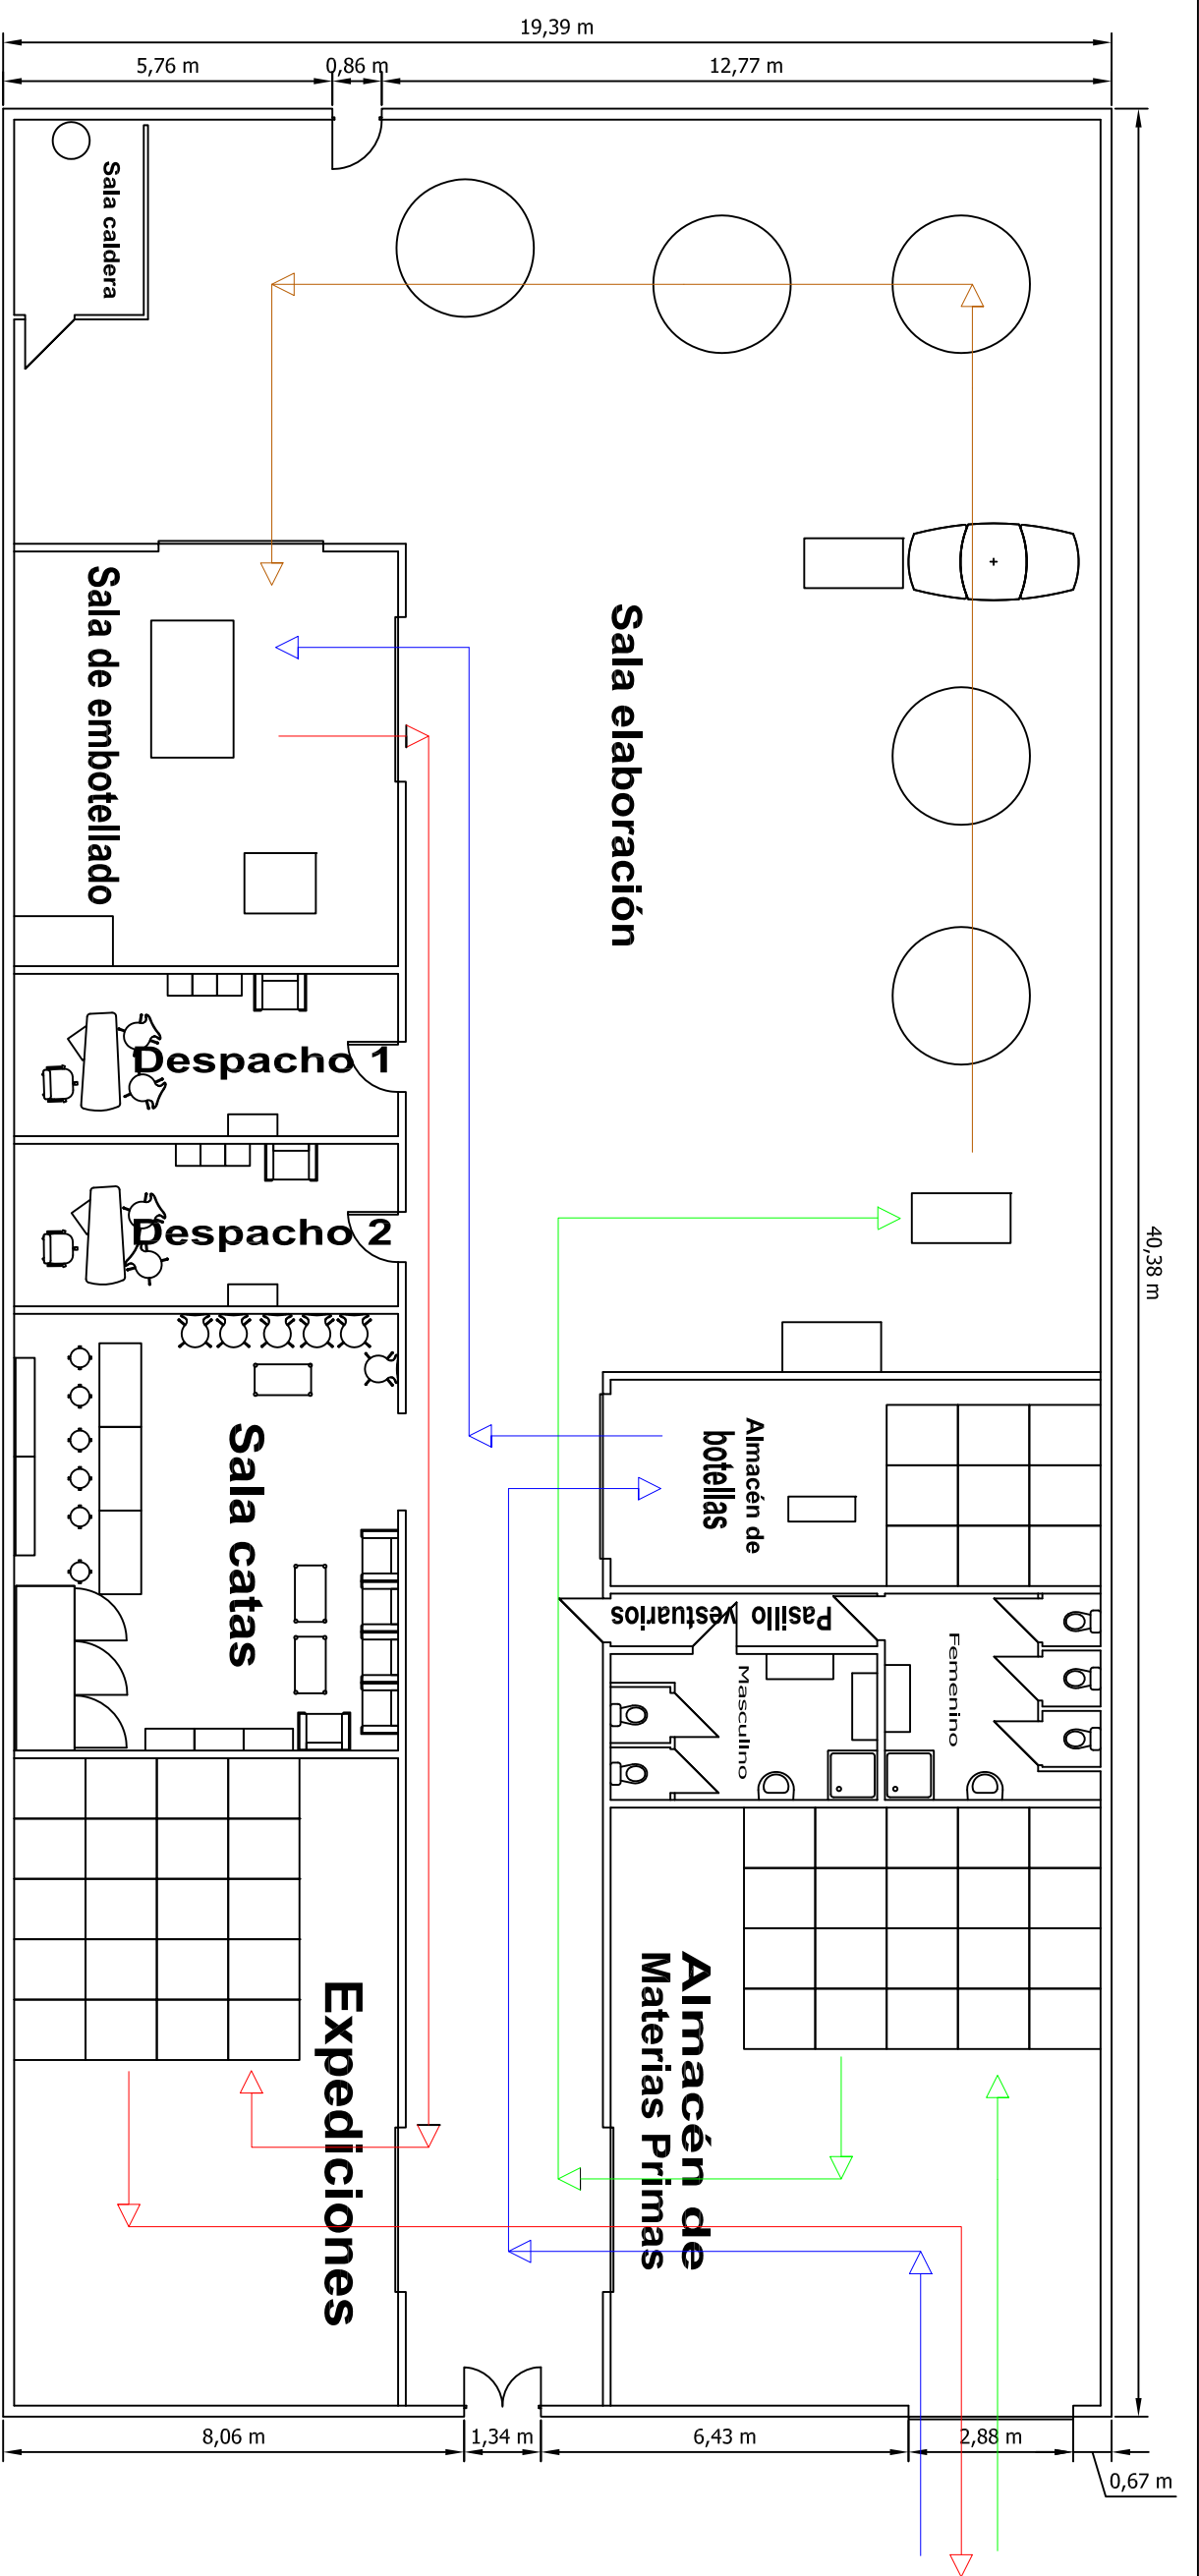 19,39 m
5,76 m
0,86 m
12,77 m
Sala caldera
Sala de embotellado
Sala elaboración
Despacho 1
40,38 m
Despacho 2
Sala catas
Almacén de
botellas
Pasillo vestuarios
Femenino
Masculino
Expediciones
Almacén de
Materias Primas
8,06 m
1,34 m
6,43 m
2,88 m
0,67 m